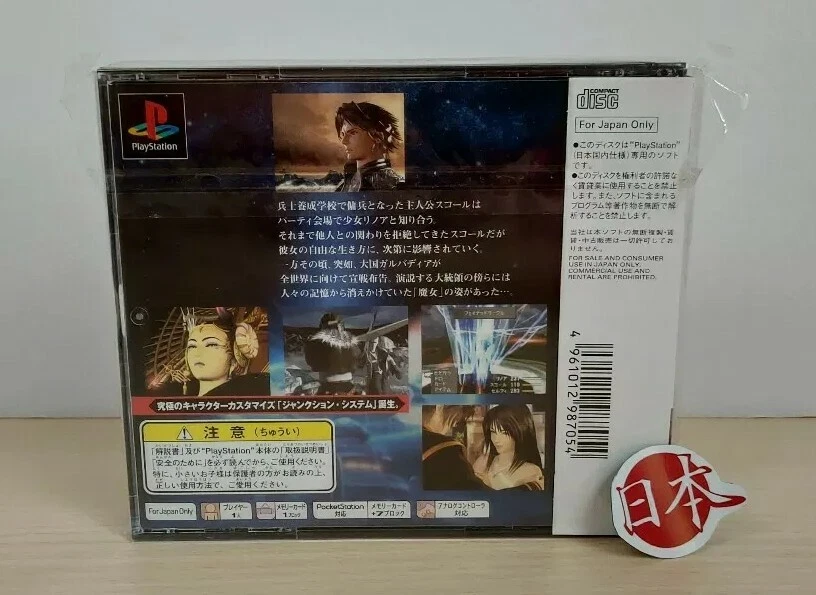 PlayStation
兵士養成学校で傭兵となった主人公スコールは
パーティ会場で少女リノアと知り合う。
それまで他人との関わりを拒絶してきたスコールだが
彼女の自由な生き方に、次第に影響されていく。
一方その頃、突如、大国ガルバディアが
全世界に向けて宣戦布告。演説する大統領の傍らには
人々の記憶から消えかけていた「魔女」の姿があった…。
究極のキャラクターカスタマイズ「ジャンクション・システム」誕生。
注意(ちゅうい)
「解説書」及び"PlayStation"本体の「取扱説明書」
「安全のために」を必ず読んでから、ご使用ください。
特に、小さいお子様は保護者の方がお読みの上、
正しい使用方法で、ご愛用ください。
For Japan Only
プレイヤー
1人
メモリーカード
1ブロック
PocketStation
対応
メモリーカード
+7ブロック
アナログコントローラ
対応
COMPACT
disc
For Japan Only
●このディスクは"PlayStation"
(日本国内仕様)専用のソフト
です。
●このディスクを権利者の許諾な
く賃貸業に使用することを禁止
します。また、ソフトに含まれる
プログラム等著作物を無断で解
析することを禁止します。
当社は本ソフトの無断複製・賃
貸・中古販売は一切許可してお
りません。
FOR SALE AND CONSUMER
USE IN JAPAN ONLY.
COMMERCIAL USE AND
RENTAL ARE PROHIBITED.
4961012987054
日本